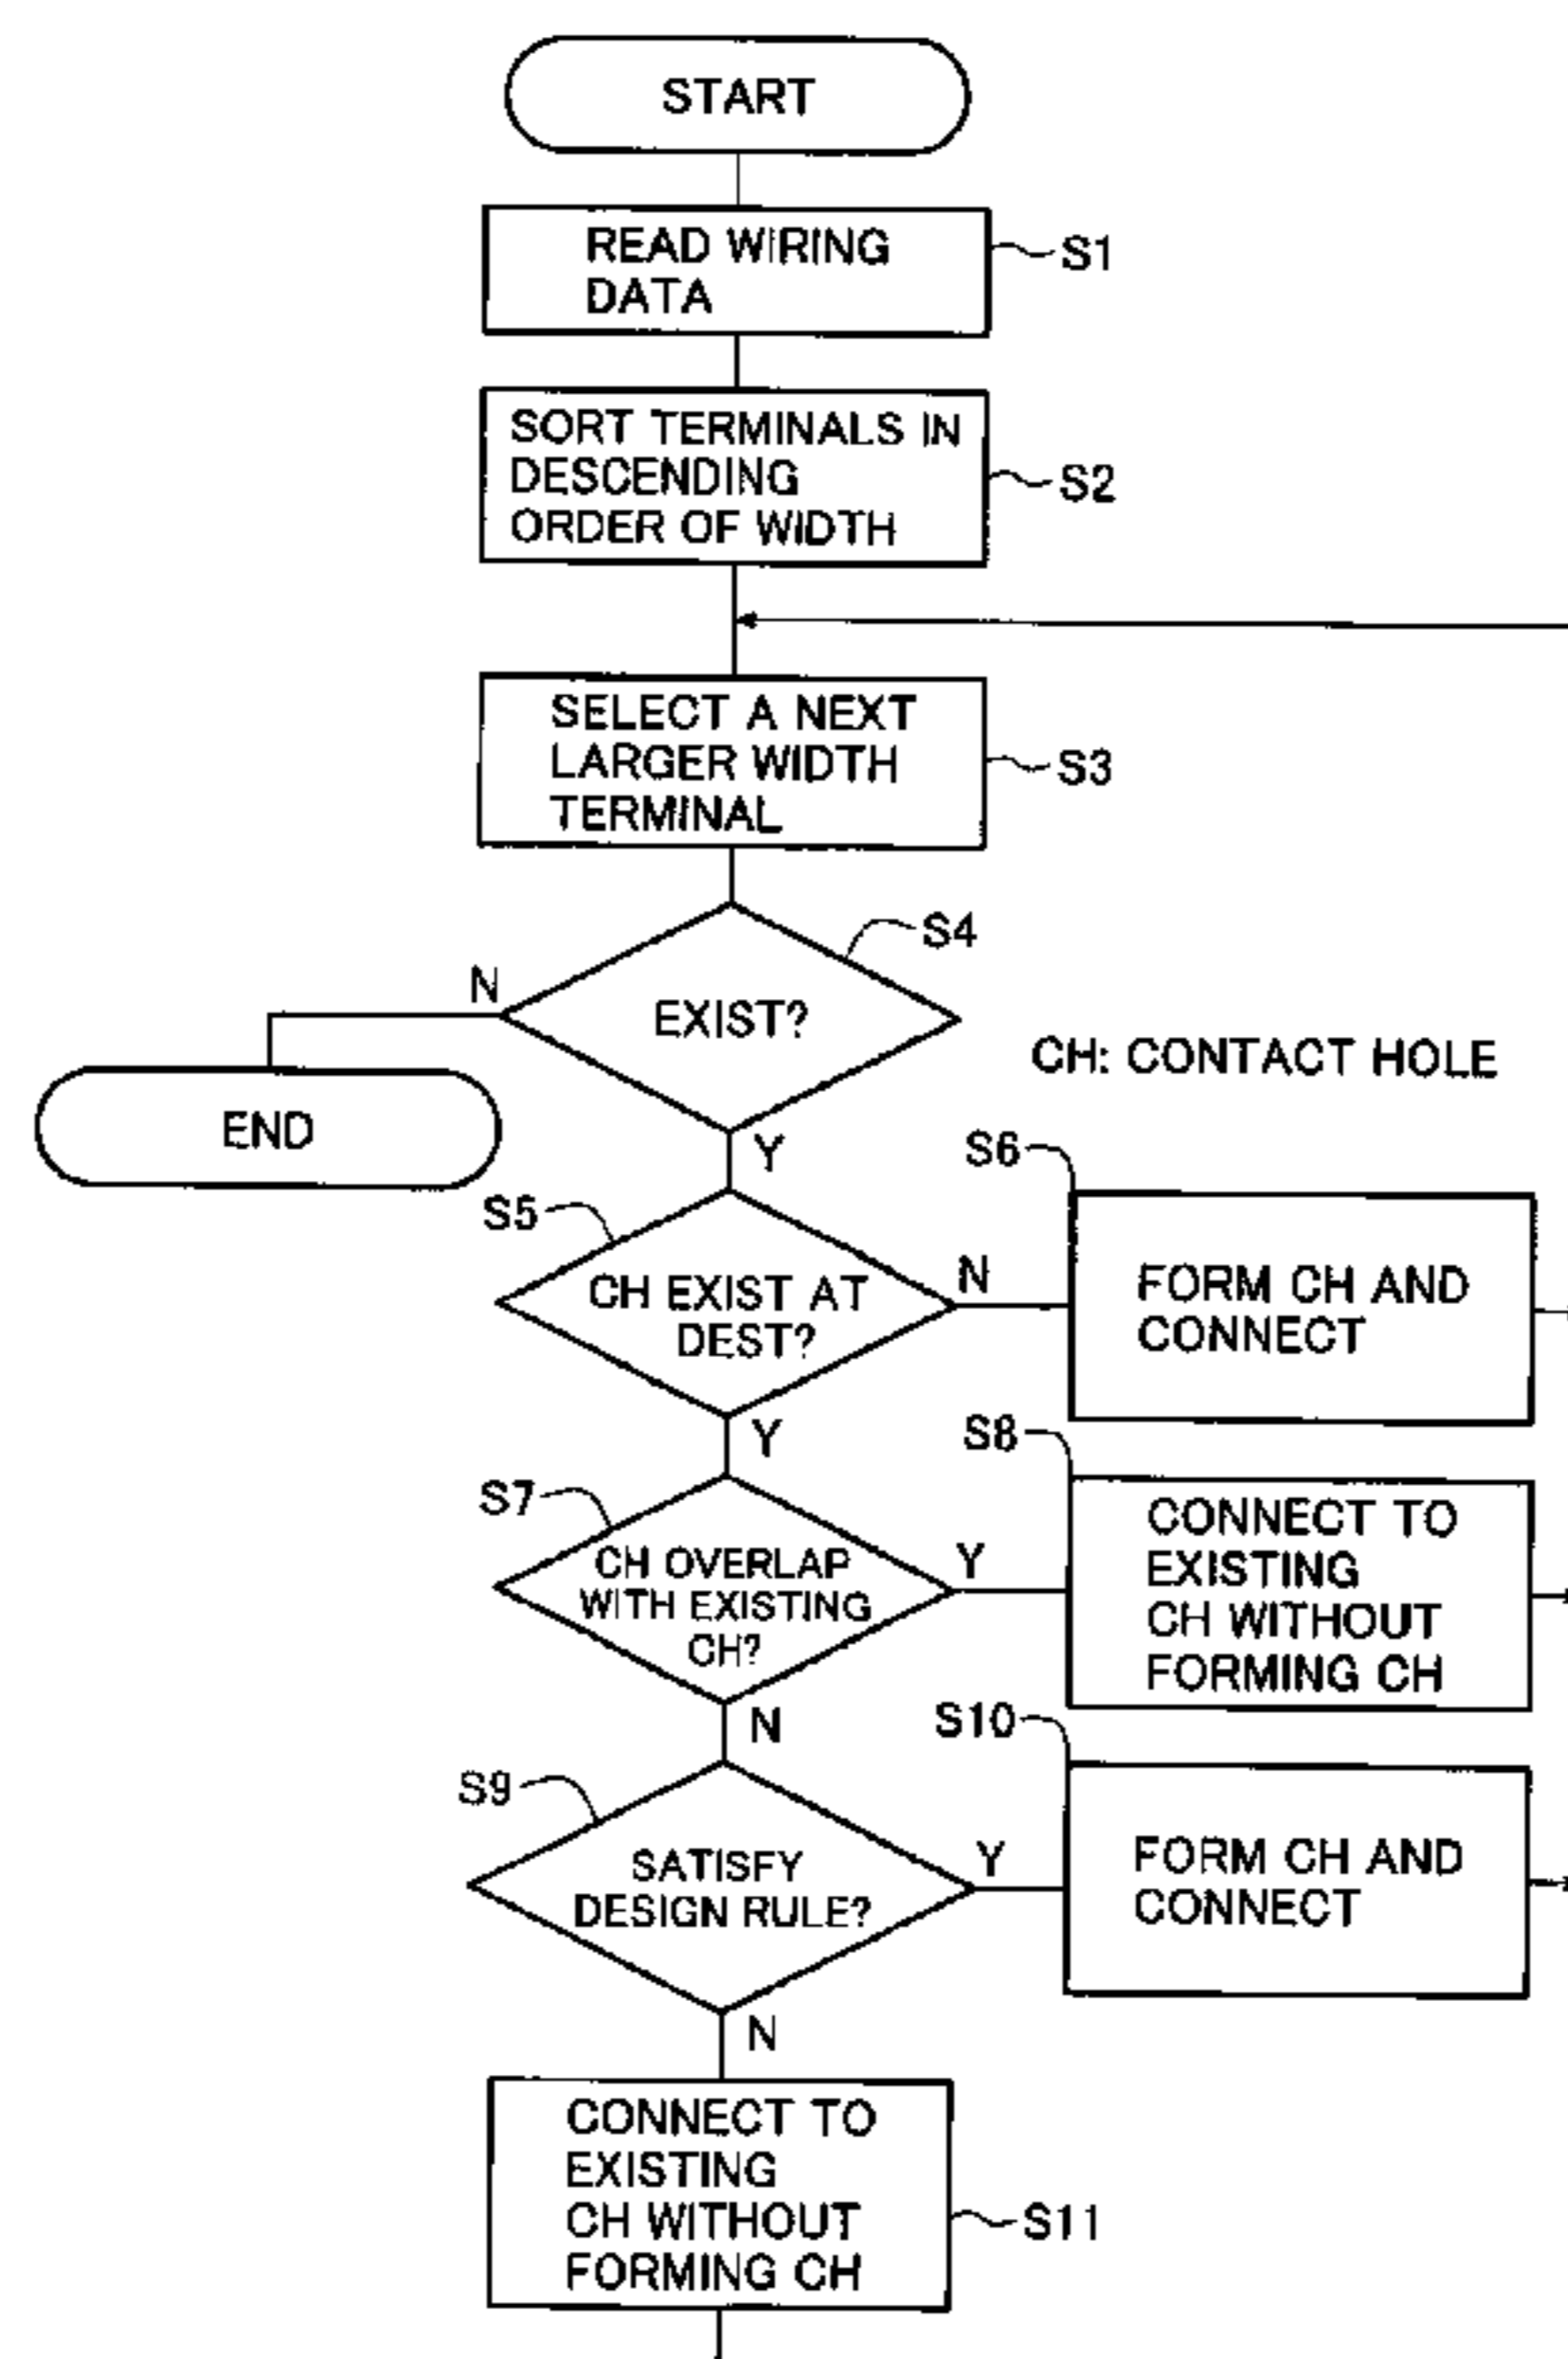 START
READ WIRING
DATA
S1
SORT TERMINALS IN
DESCENDING
ORDER OF WIDTH
S2
SELECT A NEXT
LARGER WIDTH
TERMINAL
S3
S4
N
EXIST?
CH: CONTACT HOLE
END
Y
S6
S5
CH EXIST AT
DEST?
N
FORM CH AND
CONNECT
Y
S8
S7
CH OVERLAP
WITH EXISTING
CH?
Y
CONNECT TO
EXISTING
CH WITHOUT
FORMING CH
N
S10
S9
SATISFY
DESIGN RULE?
Y
FORM CH AND
CONNECT
N
CONNECT TO
EXISTING
CH WITHOUT
FORMING CH
S11